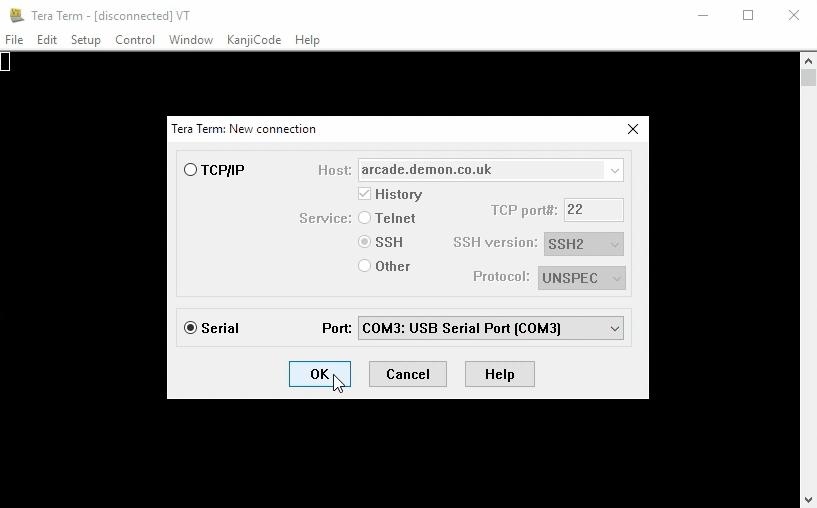 Tera Term - [disconnected] VT
File Edit Setup Control Window KanjiCode Help
Tera Term: New connection
TCP/IP
Host: arcade.demon.co.uk
History
Service: Telnet
TCP port#: 22
SSH
SSH version: SSH2
Other
Protocol: UNSPEC
Serial
Port: COM3: USB Serial Port (COM3)
OK Cancel Help